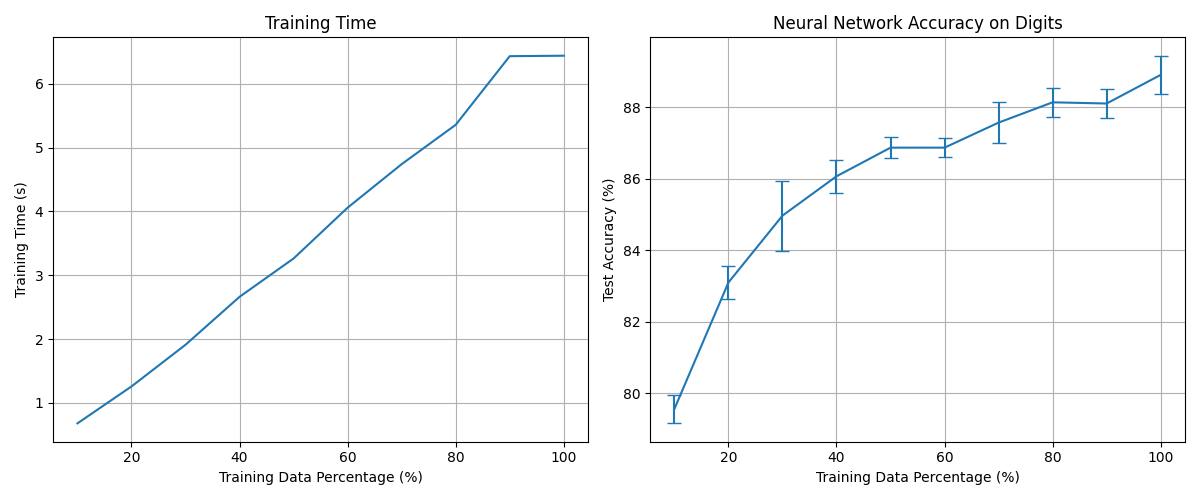 Training Time
Training Time (s)
6
5
4
3
2
1
20 40 60 80 100
Training Data Percentage (%)
Neural Network Accuracy on Digits
Test Accuracy (%)
88
86
84
82
80
20 40 60 80 100
Training Data Percentage (%)